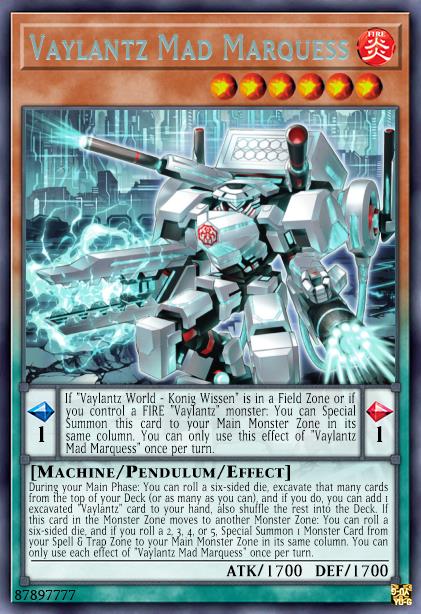 VAYLANTZ MAD MARQUESS
FIRE
炎
If "Vaylantz World - Konig Wissen" is in a Field Zone or if
you control a FIRE "Vaylantz" monster: You can Special
Summon this card to your Main Monster Zone in its
same column. You can only use this effect of "Vaylantz
Mad Marquess" once per turn.
1
1
[MACHINE/PENDULUM/EFFECT]
During your Main Phase: You can roll a six-sided die, excavate that many cards
from the top of your Deck (or as many as you can), and if you do, you can add 1
excavated "Vaylantz" card to your hand, also shuffle the rest into the Deck. If
this card in the Monster Zone moves to another Monster Zone: You can roll a
six-sided die, and if you roll a 2, 3, 4, or 5, Special Summon 1 Monster Card from
your Spell & Trap Zone to your Main Monster Zone in its same column. You can
only use each effect of "Vaylantz Mad Marquess" once per turn.
ATK/1700 DEF/1700
87897777